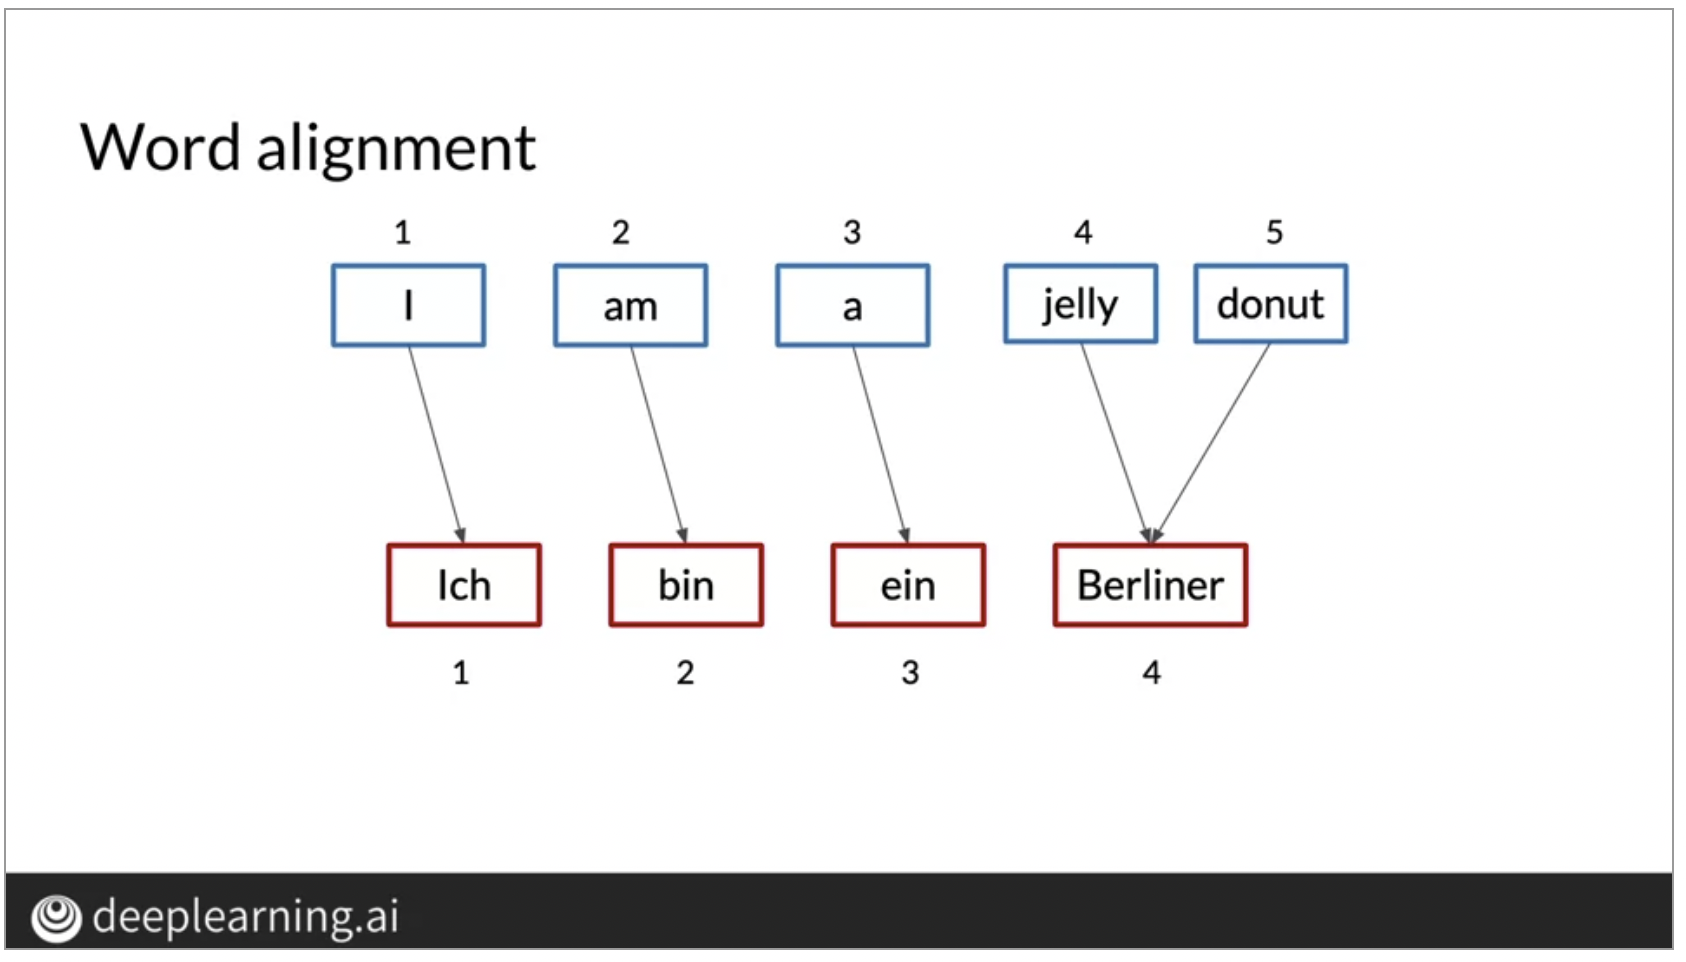 Word alignment
1 2 3 4 5
I am a jelly donut
Ich bin ein Berliner
1 2 3 4
deeplearning.ai